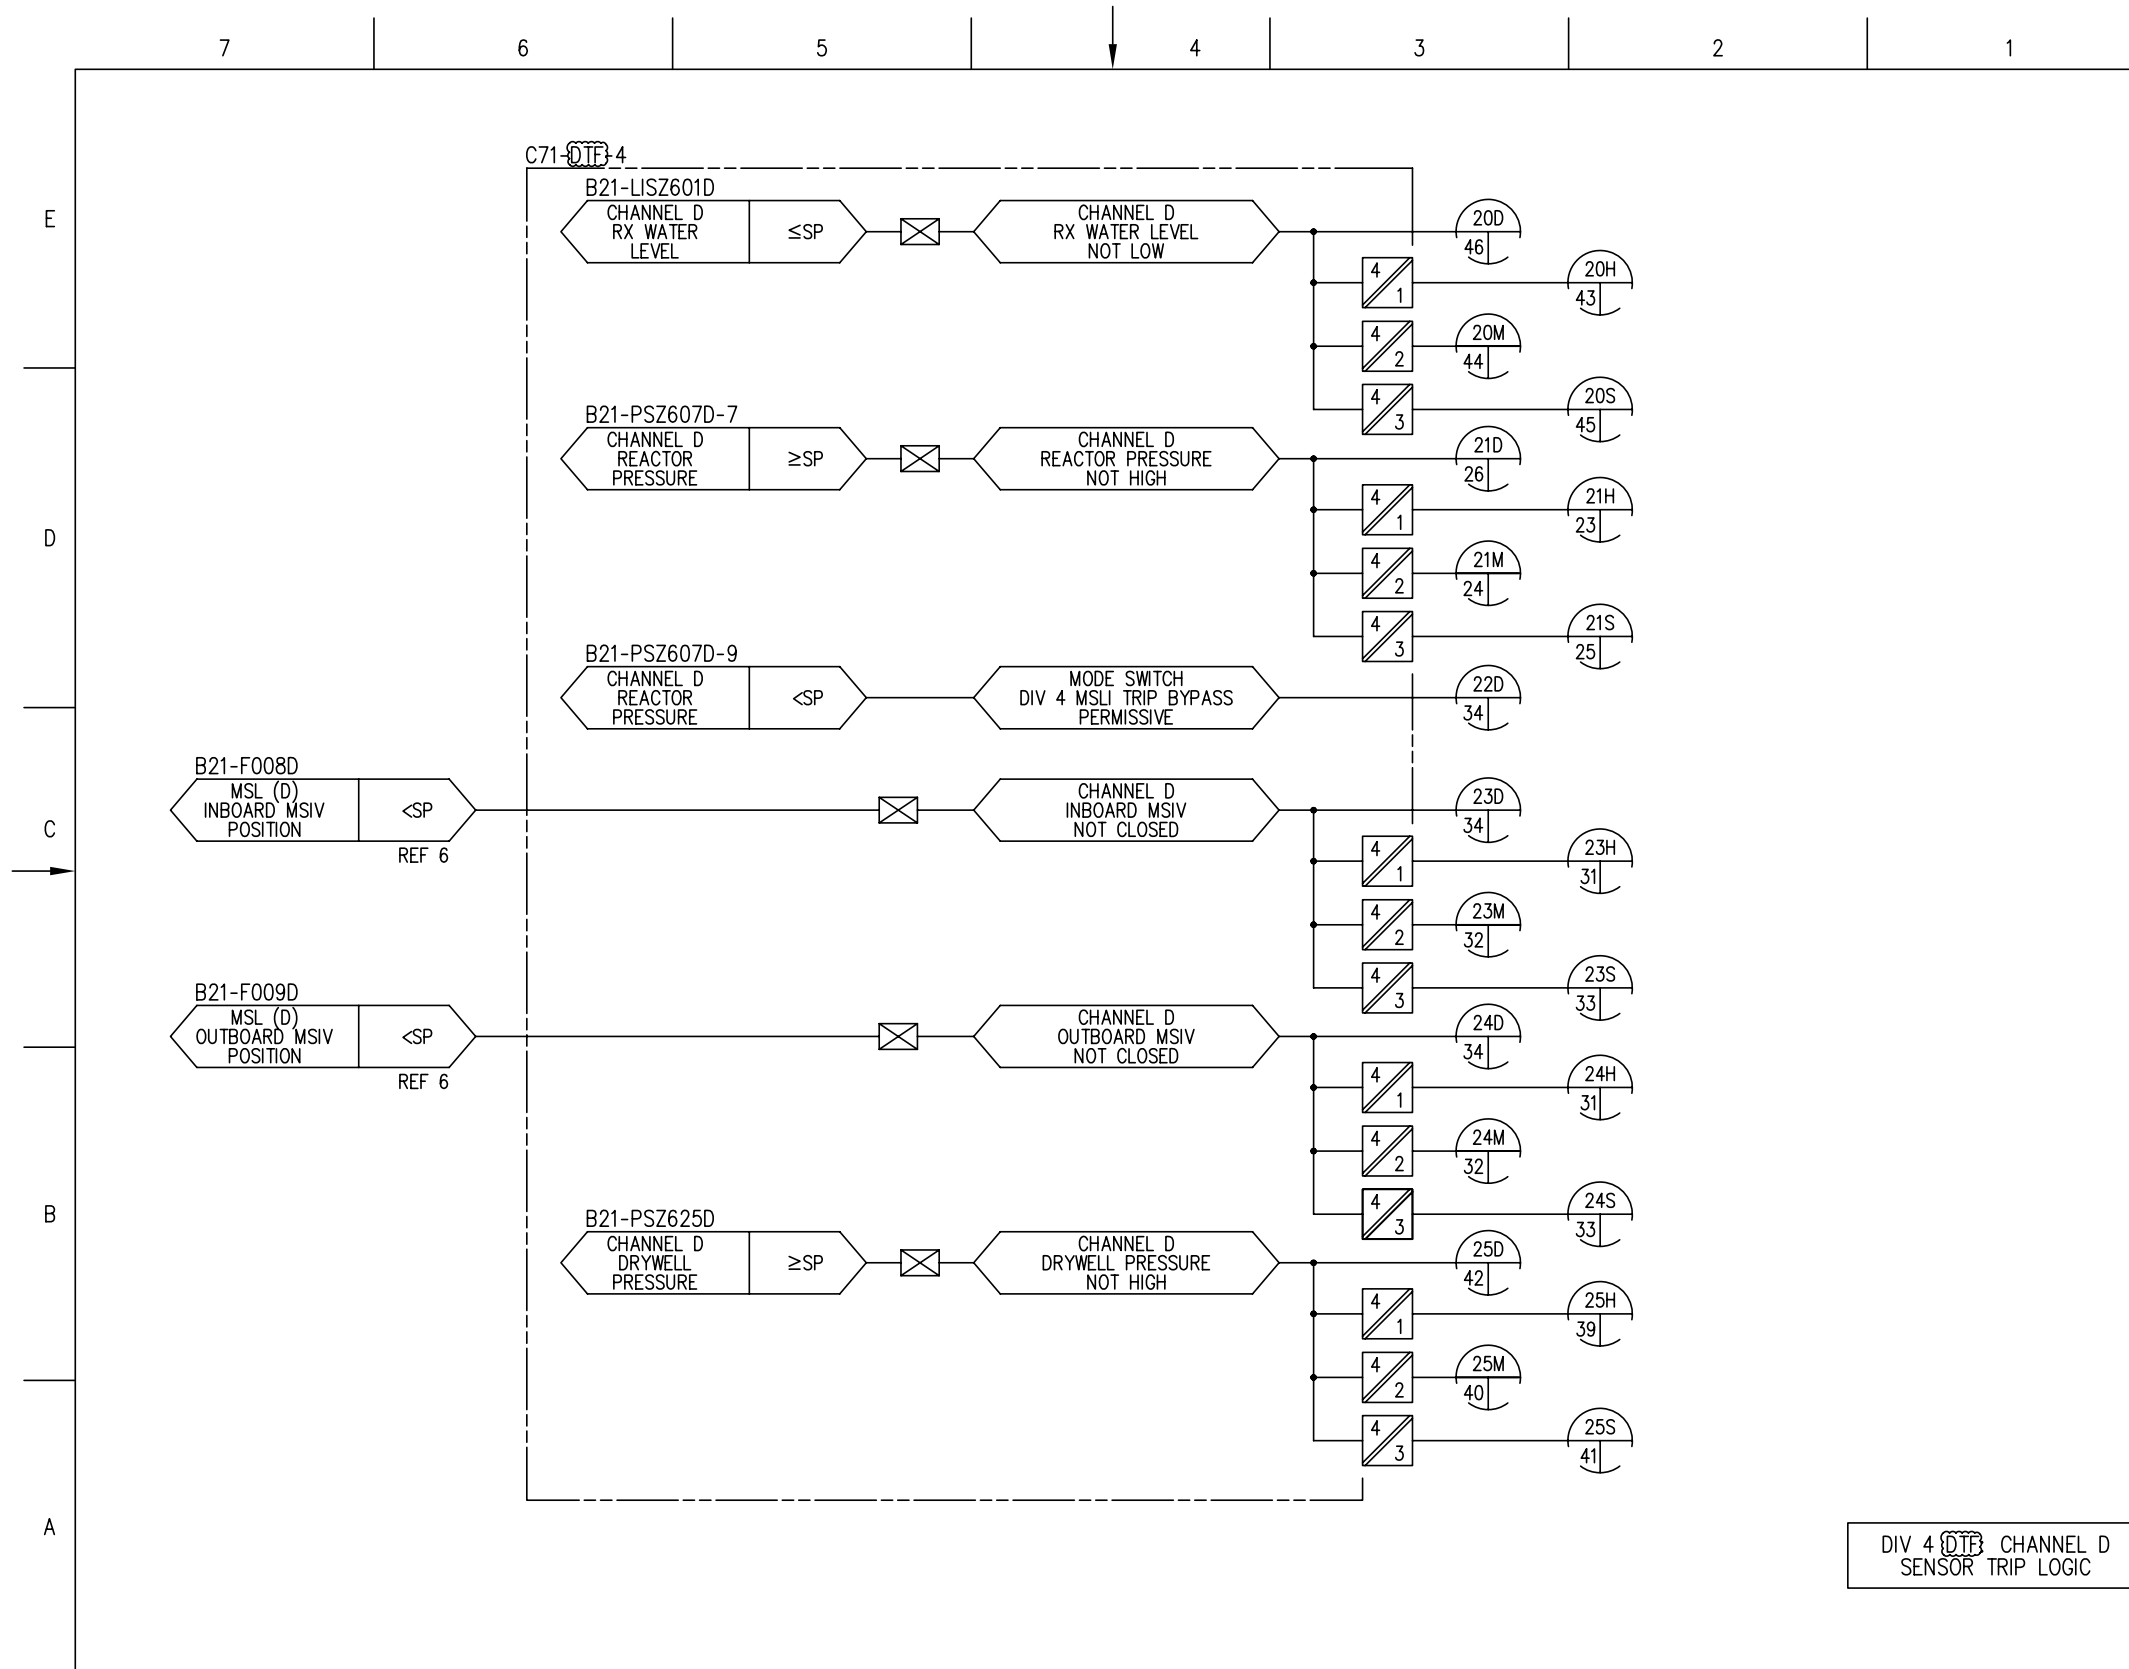 7 6 5 4 3 2 1
C71-DTF-4
E
B21-LISZ601D
CHANNEL D
RX WATER
LEVEL
≤SP
CHANNEL D
RX WATER LEVEL
NOT LOW
20D
46
4 1
20H
43
4 2
20M
44
4 3
20S
45
D
B21-PSZ607D-7
CHANNEL D
REACTOR
PRESSURE
≥SP
CHANNEL D
REACTOR PRESSURE
NOT HIGH
21D
26
4 1
21H
23
4 2
21M
24
4 3
21S
25
B21-PSZ607D-9
CHANNEL D
REACTOR
PRESSURE
<SP
MODE SWITCH
DIV 4 MSLI TRIP BYPASS
PERMISSIVE
22D
34
C
B21-F008D
MSL (D)
INBOARD MSIV
POSITION
<SP
REF 6
CHANNEL D
INBOARD MSIV
NOT CLOSED
23D
34
4 1
23H
31
4 2
23M
32
4 3
23S
33
B21-F009D
MSL (D)
OUTBOARD MSIV
POSITION
<SP
REF 6
CHANNEL D
OUTBOARD MSIV
NOT CLOSED
24D
34
4 1
24H
31
4 2
24M
32
4 3
24S
33
B
B21-PSZ625D
CHANNEL D
DRYWELL
PRESSURE
≥SP
CHANNEL D
DRYWELL PRESSURE
NOT HIGH
25D
42
4 1
25H
39
4 2
25M
40
4 3
25S
41
A
DIV 4 DTF CHANNEL D
SENSOR TRIP LOGIC